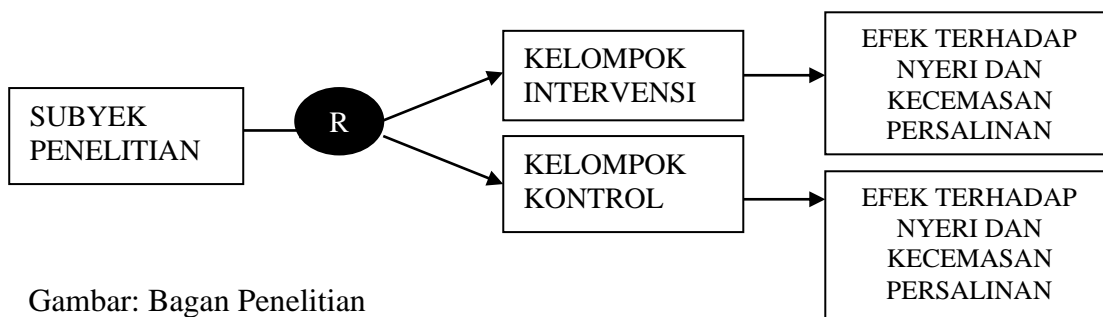 SUBYEK
PENELITIAN
R
KELOMPOK
INTERVENSI
EFEK TERHADAP
NYERI DAN
KECEMASAN
PERSALINAN
KELOMPOK
KONTROL
EFEK TERHADAP
NYERI DAN
KECEMASAN
PERSALINAN
Gambar: Bagan Penelitian